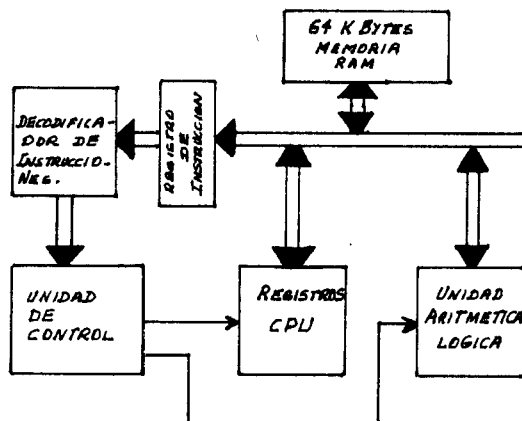 64 K BYTES
MEMORIA
RAM
DECODIFICA-
DOR DE
INSTRUCCIO-
NES.
REGISTRO
DE
INSTRUCCION
UNIDAD
DE
CONTROL
REGISTROS
CPU
UNIDAD
ARITMETICA
LOGICA